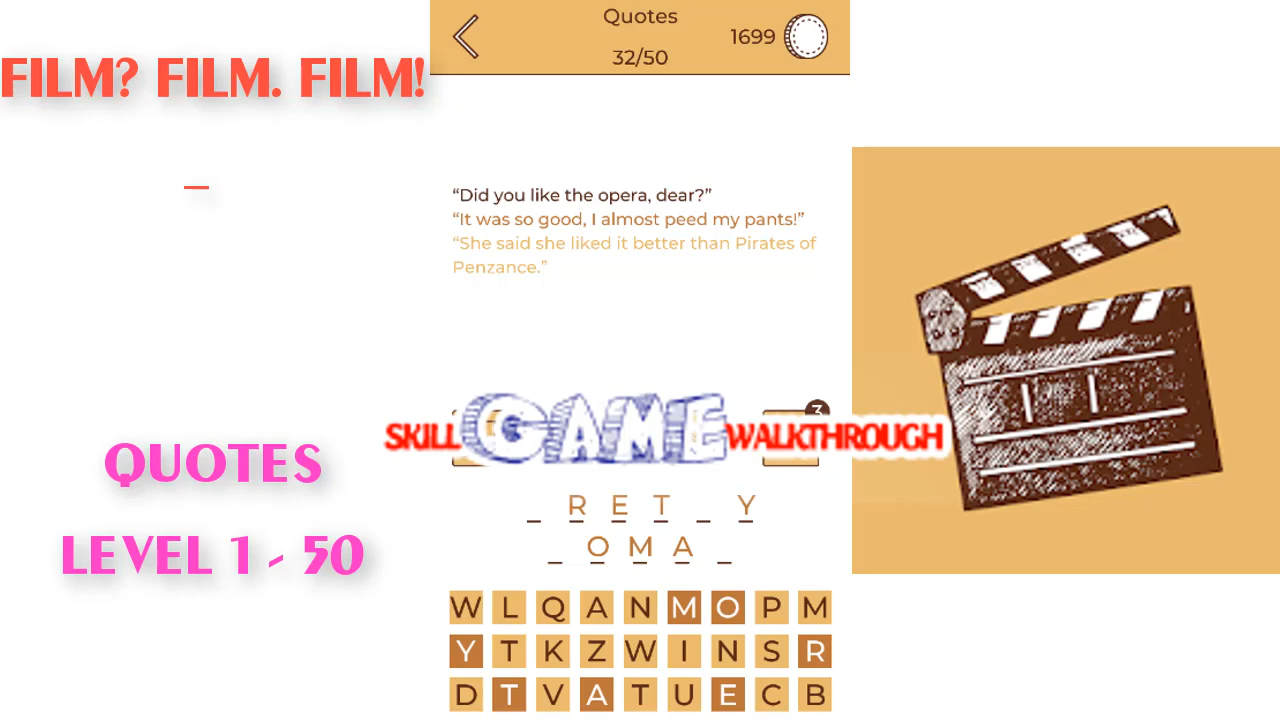 FILM? FILM. FILM!
Quotes
32/50
1699
“Did you like the opera, dear?”
“It was so good, I almost peed my pants!”
“She said she liked it better than Pirates of
Penzance.”
3
SKILL GAME WALKTHROUGH
QUOTES
LEVEL 1 - 50
_ R E T _ Y
_ O M A _
W L Q A N M O P M
Y T K Z W I N S R
D T V A T U E C B